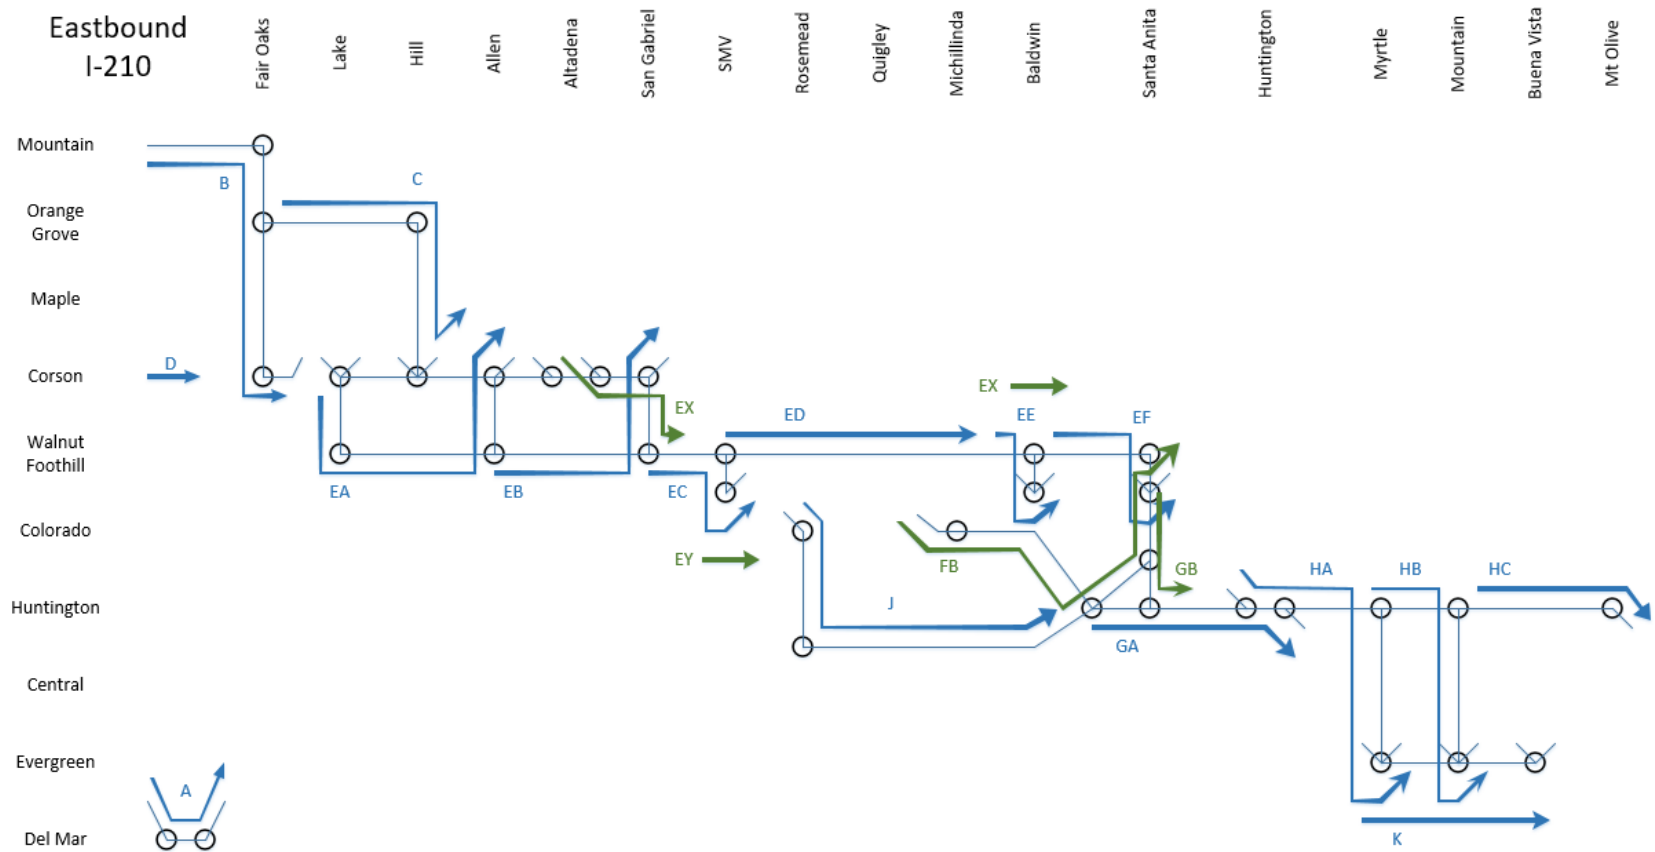 Eastbound
I-210
Fair Oaks
Lake
Hill
Allen
Altadena
San Gabriel
SMV
Rosemead
Quigley
Michillinda
Baldwin
Santa Anita
Huntington
Myrtle
Mountain
Buena Vista
Mt Olive
Mountain
B
C
Orange
Grove
Maple
D
Corson
EX
EX
ED
EE
EF
Walnut
Foothill
EA
EB
EC
Colorado
EY
FB
GB
HA
HB
HC
Huntington
J
GA
Central
Evergreen
A
K
Del Mar